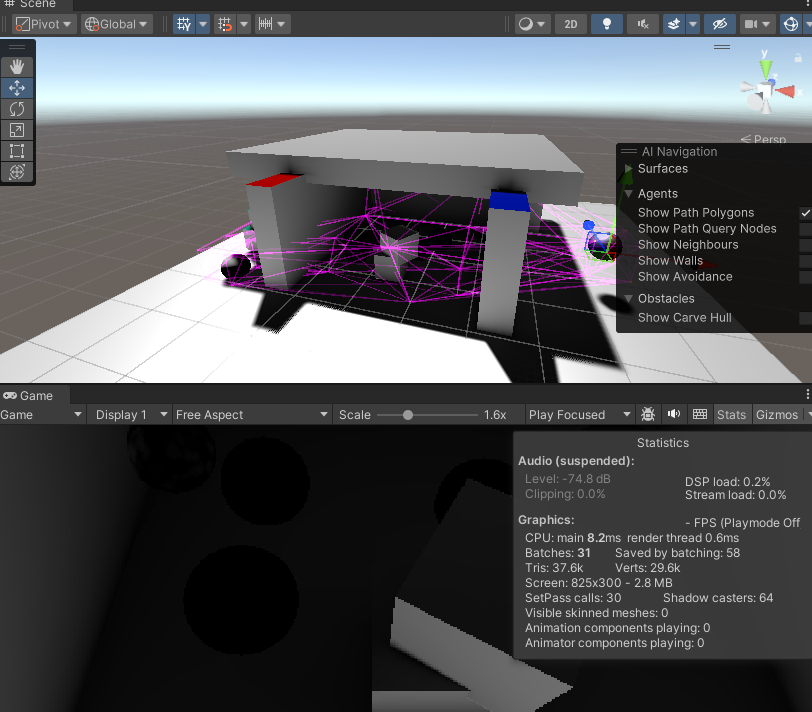 Scene
Pivot Global 2D
y
x
Persp
AI Navigation
Surfaces
Agents
Show Path Polygons
Show Path Query Nodes
Show Neighbours
Show Walls
Show Avoidance
Obstacles
Show Carve Hull
Game
Game Display 1 Free Aspect Scale 1.6x Play Focused Stats Gizmos
Statistics
Audio (suspended):
Level: -74.8 dB DSP load: 0.2%
Clipping: 0.0% Stream load: 0.0%
Graphics: - FPS (Playmode Off
CPU: main 8.2ms render thread 0.6ms
Batches: 31 Saved by batching: 58
Tris: 37.6k Verts: 29.6k
Screen: 825x300 - 2.8 MB
SetPass calls: 30 Shadow casters: 64
Visible skinned meshes: 0
Animation components playing: 0
Animator components playing: 0